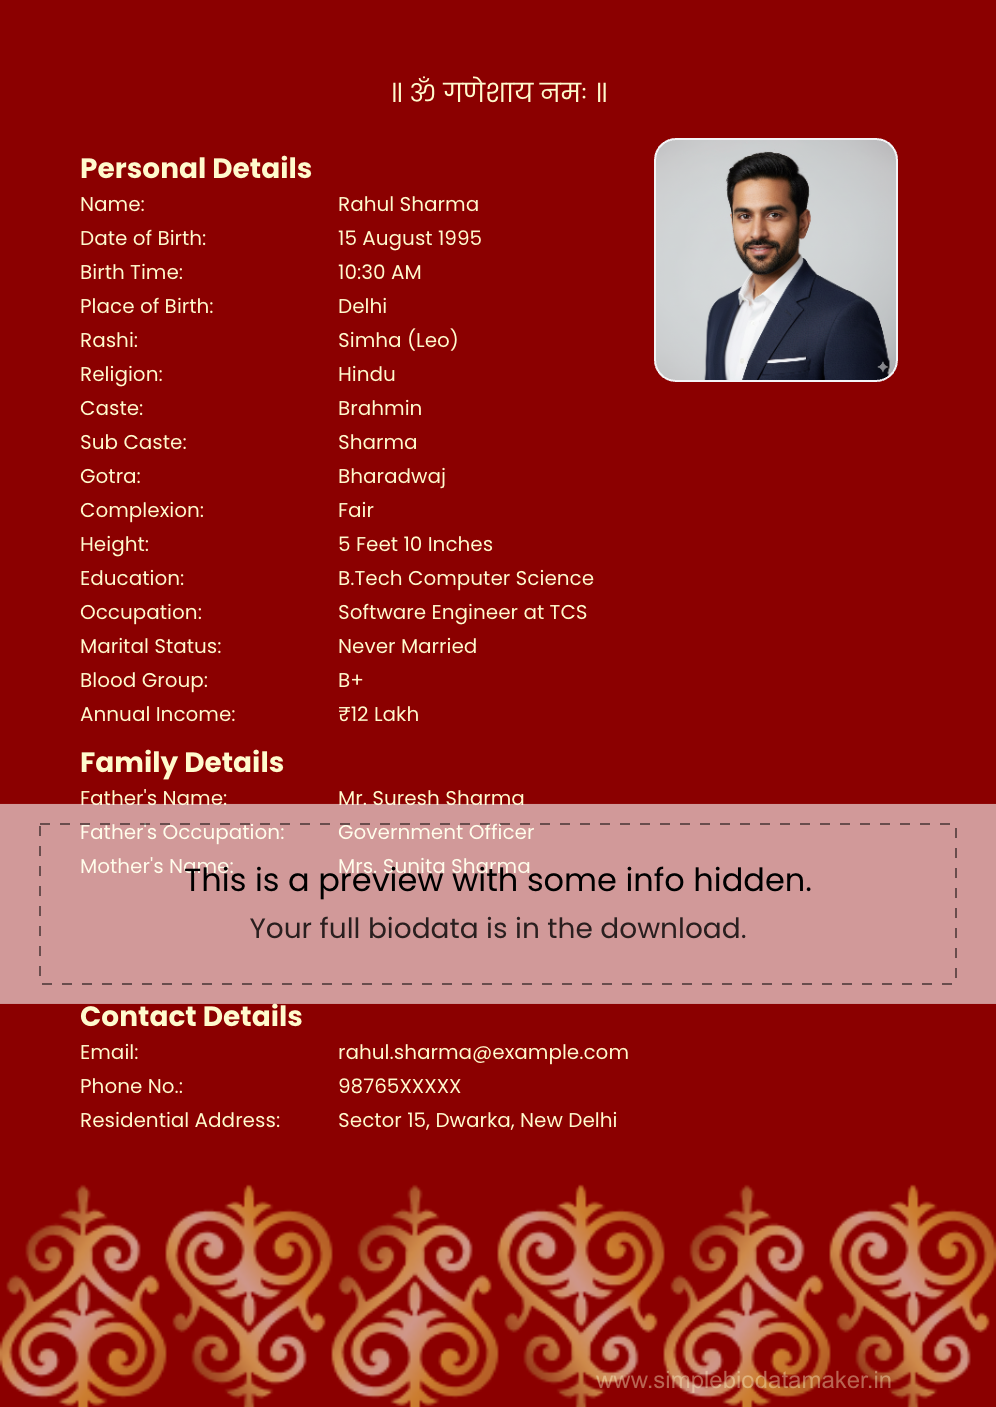 ॥ ॐ गणेशाय नमः ॥
Personal Details
Name: Rahul Sharma
Date of Birth: 15 August 1995
Birth Time: 10:30 AM
Place of Birth: Delhi
Rashi: Simha (Leo)
Religion: Hindu
Caste: Brahmin
Sub Caste: Sharma
Gotra: Bharadwaj
Complexion: Fair
Height: 5 Feet 10 Inches
Education: B.Tech Computer Science
Occupation: Software Engineer at TCS
Marital Status: Never Married
Blood Group: B+
Annual Income: ₹12 Lakh
Family Details
Father's Name: Mr. Suresh Sharma
Father's Occupation: Government Officer
Mother's Name: Mrs. Sunita Sharma
This is a preview with some info hidden.
Your full biodata is in the download.
Contact Details
Email: rahul.sharma@example.com
Phone No.: 98765XXXXX
Residential Address: Sector 15, Dwarka, New Delhi
www.simplebiodatamaker.in